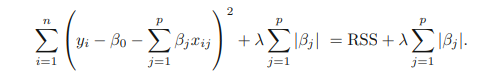 $$\sum_{i=1}^{n} \left( y_i - \beta_0 - \sum_{j=1}^{p} \beta_j x_{ij} \right)^2 + \lambda \sum_{j=1}^{p} |\beta_j| = \text{RSS} + \lambda \sum_{j=1}^{p} |\beta_j|.$$